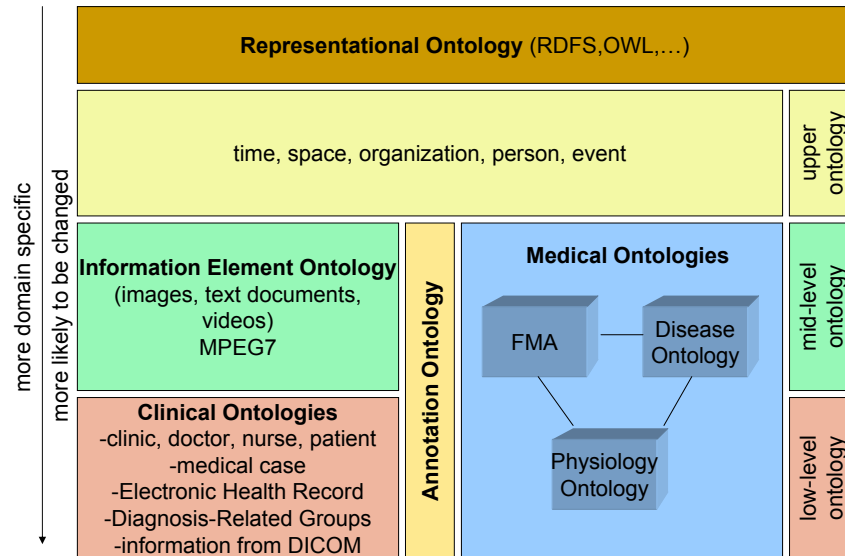 Representational Ontology (RDFS,OWL,…)
more domain specific
more likely to be changed
time, space, organization, person, event
upper
ontology
Information Element Ontology
(images, text documents,
videos)
MPEG7
Annotation Ontology
Medical Ontologies
FMA
Disease
Ontology
Physiology
Ontology
mid-level
ontology
Clinical Ontologies
-clinic, doctor, nurse, patient
-medical case
-Electronic Health Record
-Diagnosis-Related Groups
-information from DICOM
low-level
ontology